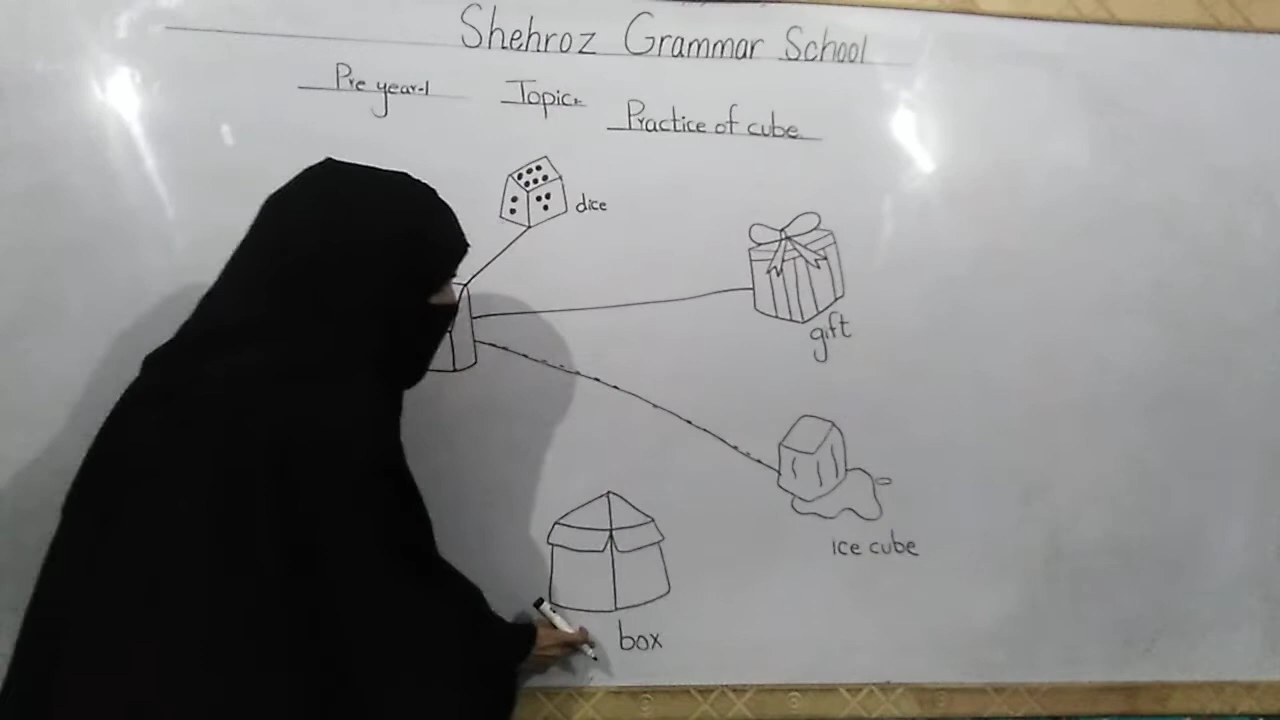 Shehroz Grammar School
Pre year-1 Topic:
Practice of cube
dice
gift
ice cube
box